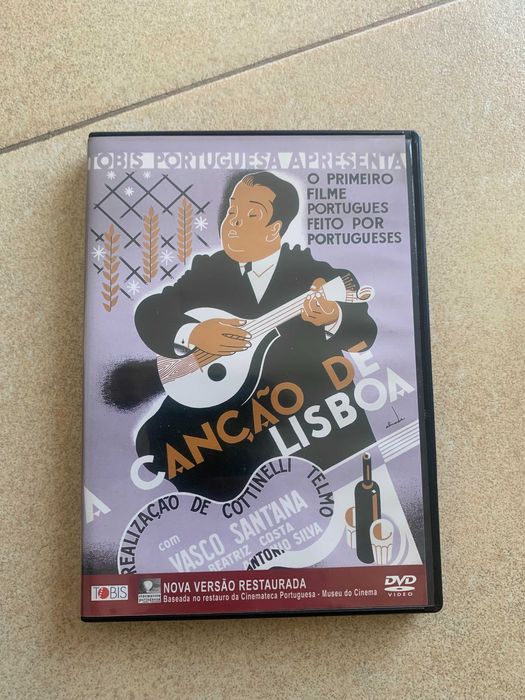 TOBIS PORTUGUESA APRESENTA
O PRIMEIRO
FILME
PORTUGUES
FEITO POR
PORTUGUESES
A CANÇÃO DE
LISBOA
REALIZAÇÃO DE COTTINELLI TELMO
com
VASCO SANTANA
BEATRIZ COSTA
ANTÓNIO SILVA
TOBIS
NOVA VERSÃO RESTAURADA
Baseada no restauro da Cinemateca Portuguesa - Museu do Cinema
DVD
VIDEO